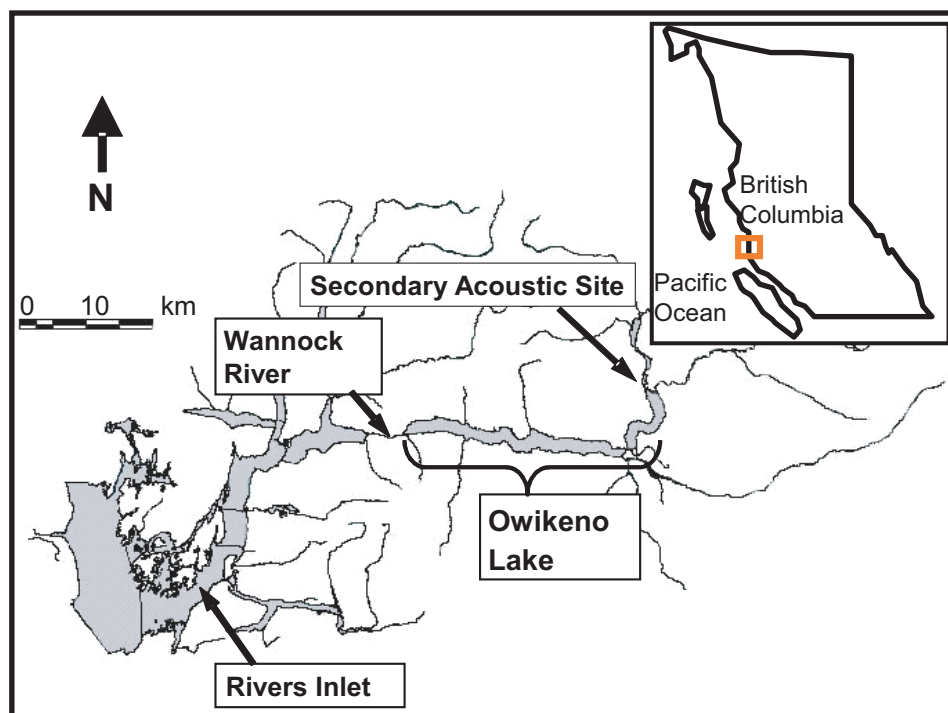 N
0 10 km
British
Columbia
Pacific
Ocean
Secondary Acoustic Site
Wannock
River
Owikeno
Lake
Rivers Inlet